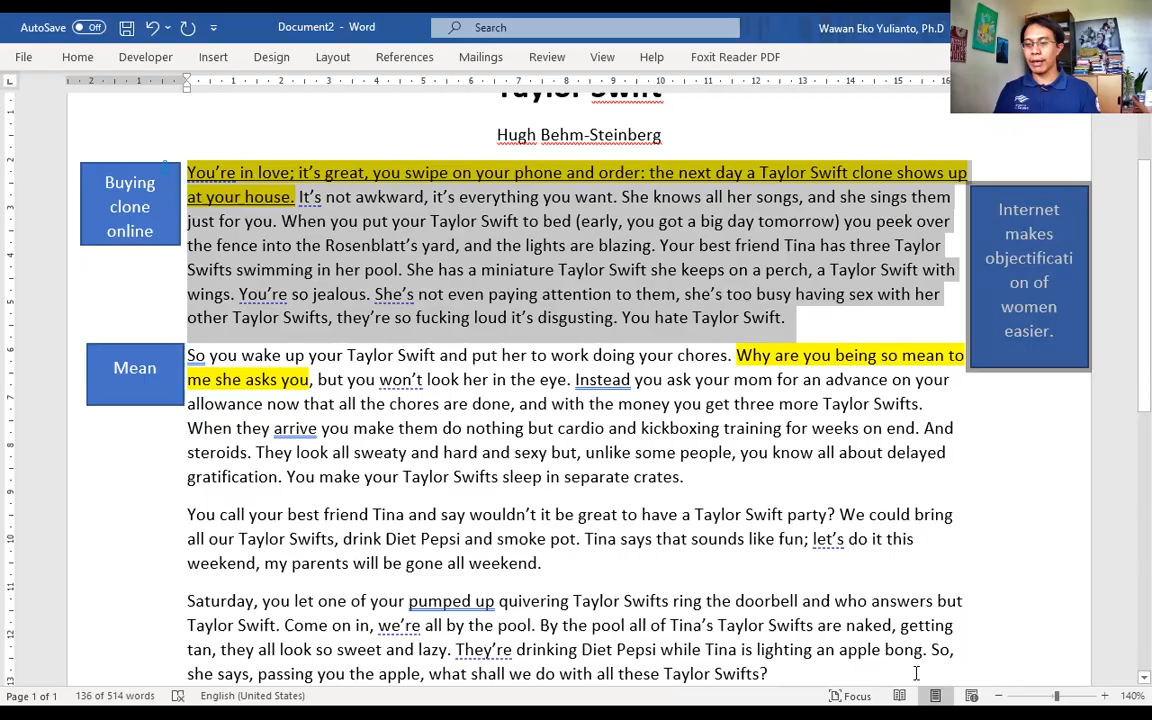 AutoSave Off Document2 - Word Search Wawan Eko Yulianto, Ph.D
File Home Developer Insert Design Layout References Mailings Review View Help Foxit Reader PDF
2 1 1 2 3 4 5 6 7 8 9 10 11 12 13 14 15 16
Taylor Swift
Hugh Behm-Steinberg
Buying
clone
online
You're in love; it's great, you swipe on your phone and order: the next day a Taylor Swift clone shows up
at your house. It's not awkward, it's everything you want. She knows all her songs, and she sings them
just for you. When you put your Taylor Swift to bed (early, you got a big day tomorrow) you peek over
the fence into the Rosenblatt's yard, and the lights are blazing. Your best friend Tina has three Taylor
Swifts swimming in her pool. She has a miniature Taylor Swift she keeps on a perch, a Taylor Swift with
wings. You're so jealous. She's not even paying attention to them, she's too busy having sex with her
other Taylor Swifts, they're so fucking loud it's disgusting. You hate Taylor Swift.
Internet
makes
objectificati
on of
women
easier.
Mean
So you wake up your Taylor Swift and put her to work doing your chores. Why are you being so mean to
me she asks you, but you won't look her in the eye. Instead you ask your mom for an advance on your
allowance now that all the chores are done, and with the money you get three more Taylor Swifts.
When they arrive you make them do nothing but cardio and kickboxing training for weeks on end. And
steroids. They look all sweaty and hard and sexy but, unlike some people, you know all about delayed
gratification. You make your Taylor Swifts sleep in separate crates.
You call your best friend Tina and say wouldn't it be great to have a Taylor Swift party? We could bring
all our Taylor Swifts, drink Diet Pepsi and smoke pot. Tina says that sounds like fun; let's do it this
weekend, my parents will be gone all weekend.
Saturday, you let one of your pumped up quivering Taylor Swifts ring the doorbell and who answers but
Taylor Swift. Come on in, we're all by the pool. By the pool all of Tina's Taylor Swifts are naked, getting
tan, they all look so sweet and lazy. They're drinking Diet Pepsi while Tina is lighting an apple bong. So,
she says, passing you the apple, what shall we do with all these Taylor Swifts?
Page 1 of 1 136 of 514 words English (United States) Focus 140%